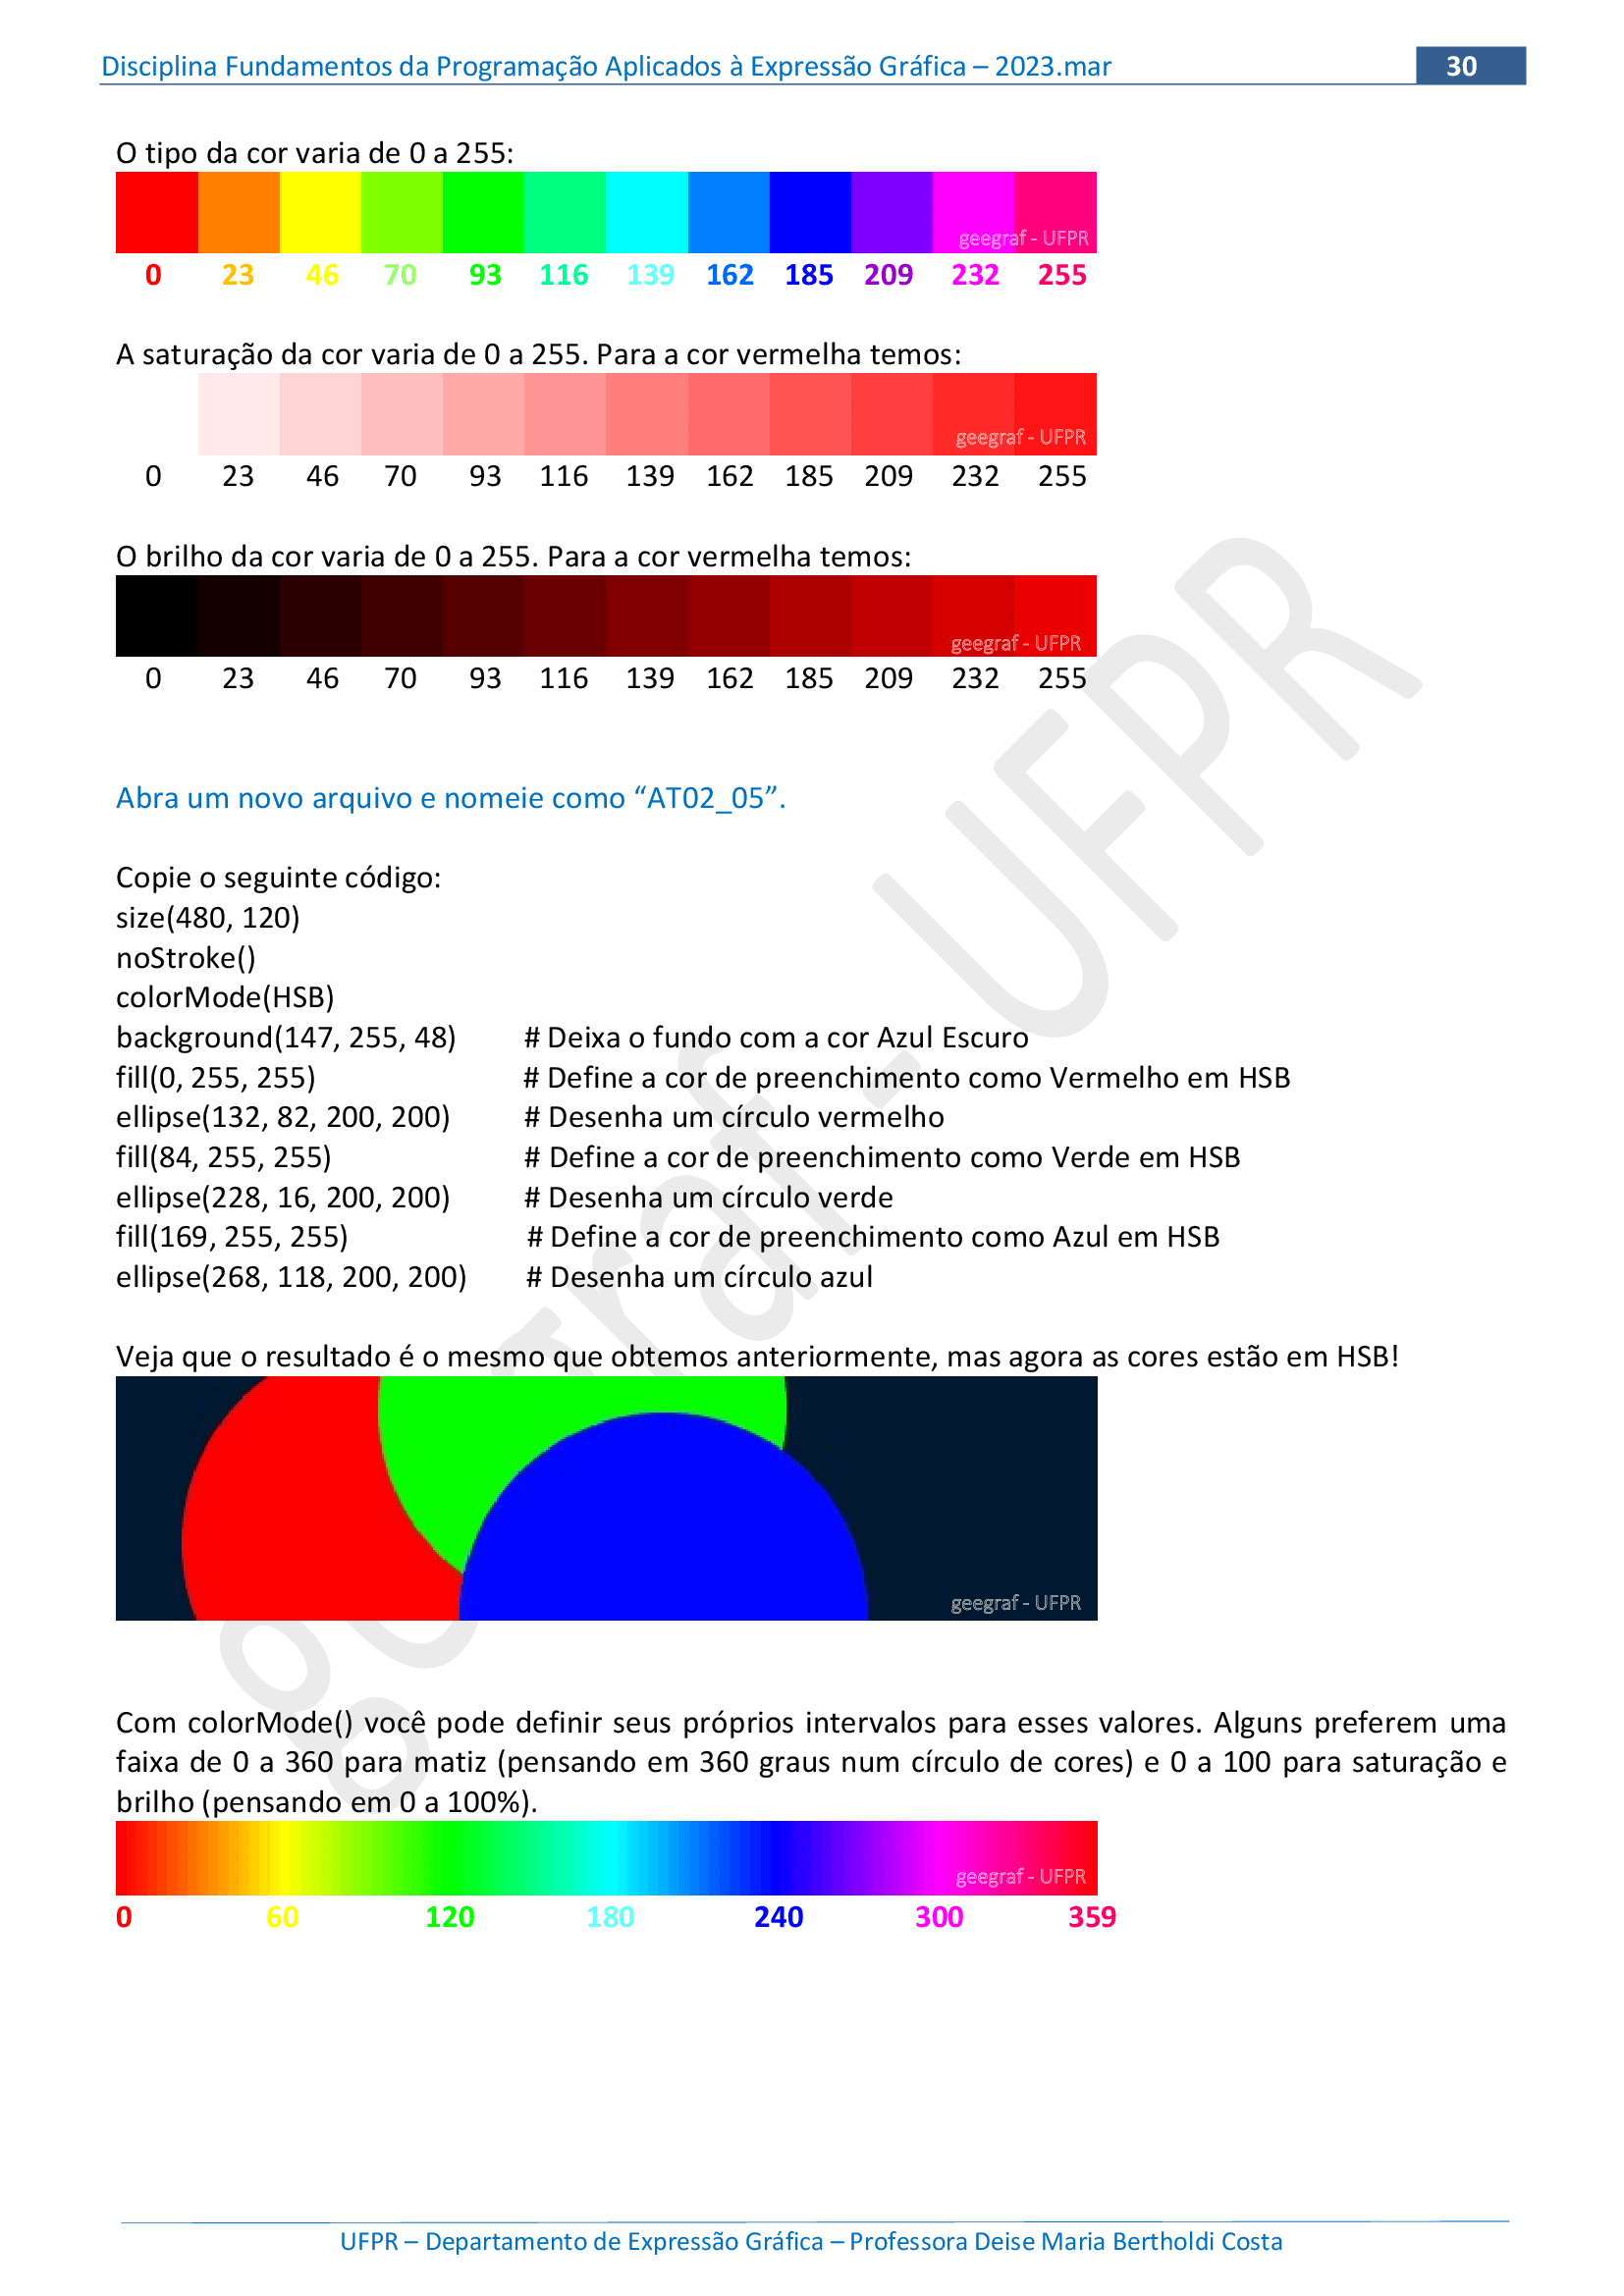 Disciplina Fundamentos da Programação Aplicados à Expressão Gráfica – 2023.mar 30
O tipo da cor varia de 0 a 255:
geegraf - UFPR
0 23 46 70 93 116 139 162 185 209 232 255
A saturação da cor varia de 0 a 255. Para a cor vermelha temos:
geegraf - UFPR
0 23 46 70 93 116 139 162 185 209 232 255
O brilho da cor varia de 0 a 255. Para a cor vermelha temos:
geegraf - UFPR
0 23 46 70 93 116 139 162 185 209 232 255
Abra um novo arquivo e nomeie como “AT02_05”.
Copie o seguinte código:
size(480, 120)
noStroke()
colorMode(HSB)
background(147, 255, 48) # Deixa o fundo com a cor Azul Escuro
fill(0, 255, 255) # Define a cor de preenchimento como Vermelho em HSB
ellipse(132, 82, 200, 200) # Desenha um círculo vermelho
fill(84, 255, 255) # Define a cor de preenchimento como Verde em HSB
ellipse(228, 16, 200, 200) # Desenha um círculo verde
fill(169, 255, 255) # Define a cor de preenchimento como Azul em HSB
ellipse(268, 118, 200, 200) # Desenha um círculo azul
Veja que o resultado é o mesmo que obtemos anteriormente, mas agora as cores estão em HSB!
geegraf - UFPR
Com colorMode() você pode definir seus próprios intervalos para esses valores. Alguns preferem uma
faixa de 0 a 360 para matiz (pensando em 360 graus num círculo de cores) e 0 a 100 para saturação e
brilho (pensando em 0 a 100%).
geegraf - UFPR
0 60 120 180 240 300 359
geegraf - UFPR
UFPR – Departamento de Expressão Gráfica – Professora Deise Maria Bertholdi Costa